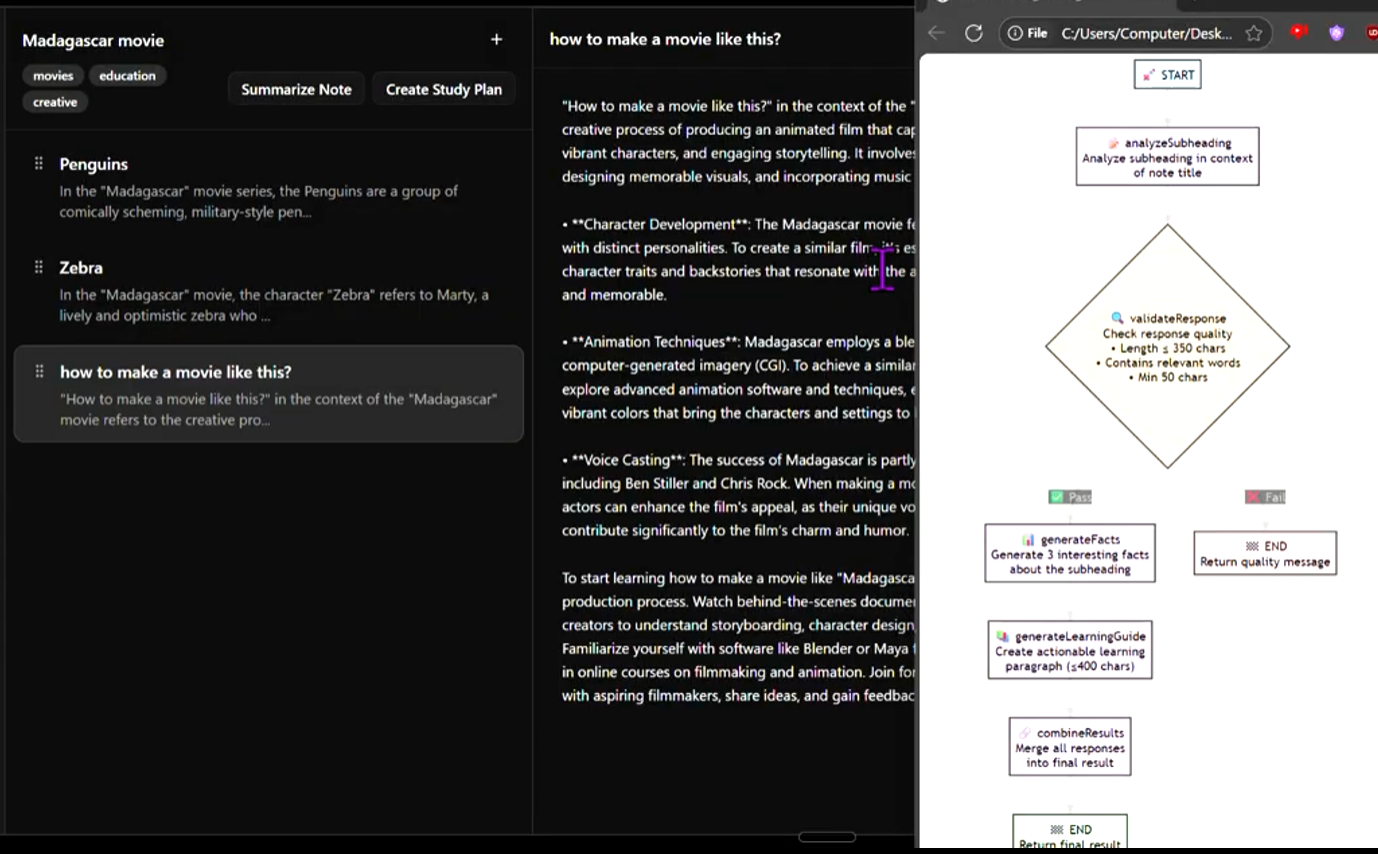 Madagascar movie
+
movies
education
creative
Summarize Note
Create Study Plan
Penguins
In the "Madagascar" movie series, the Penguins are a group of
comically scheming, military-style pen...
Zebra
In the "Madagascar" movie, the character "Zebra" refers to Marty, a
lively and optimistic zebra who ...
how to make a movie like this?
"How to make a movie like this?" in the context of the "Madagascar"
movie refers to the creative pro...
how to make a movie like this?
"How to make a movie like this?" in the context of the "
creative process of producing an animated film that cap
vibrant characters, and engaging storytelling. It involves
designing memorable visuals, and incorporating music
• **Character Development**: The Madagascar movie fe
with distinct personalities. To create a similar film, it's es
character traits and backstories that resonate with the a
and memorable.
• **Animation Techniques**: Madagascar employs a ble
computer-generated imagery (CGI). To achieve a similar
explore advanced animation software and techniques, e
vibrant colors that bring the characters and settings to
• **Voice Casting**: The success of Madagascar is partly
including Ben Stiller and Chris Rock. When making a mo
actors can enhance the film's appeal, as their unique vo
contribute significantly to the film's charm and humor.
To start learning how to make a movie like "Madagasca
production process. Watch behind-the-scenes documen
creators to understand storyboarding, character design,
Familiarize yourself with software like Blender or Maya f
in online courses on filmmaking and animation. Join for
with aspiring filmmakers, share ideas, and gain feedbac
File
C:/Users/Computer/Desk...
START
analyzeSubheading
Analyze subheading in context
of note title
validateResponse
Check response quality
• Length ≤ 350 chars
• Contains relevant words
• Min 50 chars
Pass
Fail
generateFacts
Generate 3 interesting facts
about the subheading
END
Return quality message
generateLearningGuide
Create actionable learning
paragraph (≤400 chars)
combineResults
Merge all responses
into final result
END
Return final result